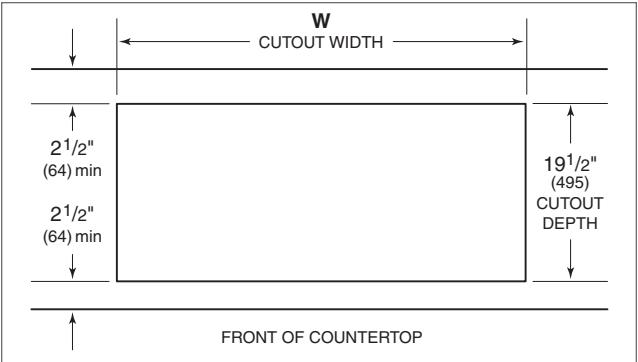 W
CUTOUT WIDTH
2 1/2"
(64) min
2 1/2"
(64) min
19 1/2"
(495)
CUTOUT
DEPTH
FRONT OF COUNTERTOP